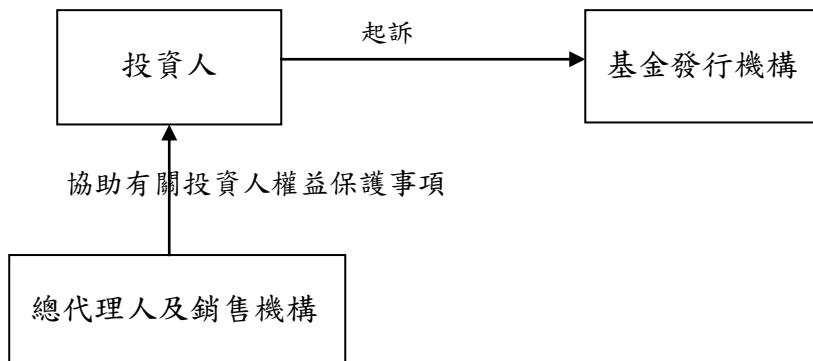 起訴
投資人
基金發行機構
協助有關投資人權益保護事項
總代理人及銷售機構